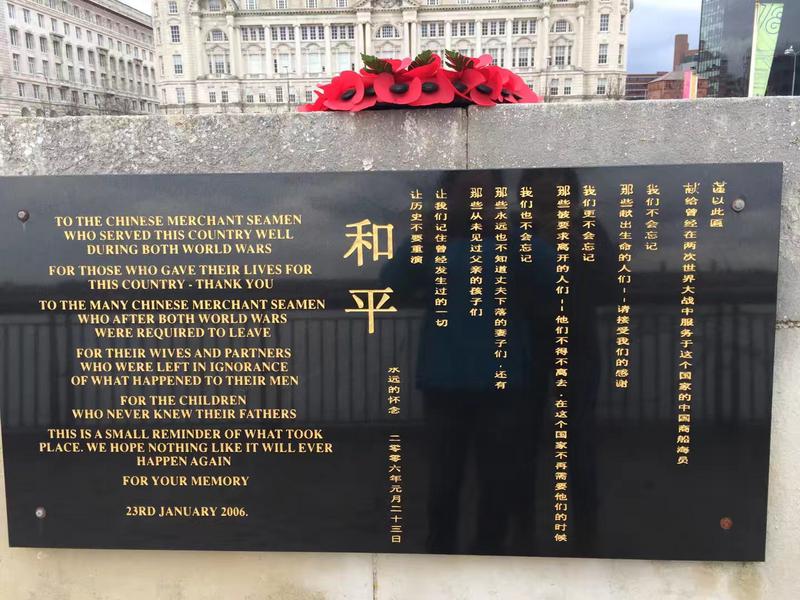 TO THE CHINESE MERCHANT SEAMEN
WHO SERVED THIS COUNTRY WELL
DURING BOTH WORLD WARS
FOR THOSE WHO GAVE THEIR LIVES FOR
THIS COUNTRY - THANK YOU
TO THE MANY CHINESE MERCHANT SEAMEN
WHO AFTER BOTH WORLD WARS
WERE REQUIRED TO LEAVE
FOR THEIR WIVES AND PARTNERS
WHO WERE LEFT IN IGNORANCE
OF WHAT HAPPENED TO THEIR MEN
FOR THE CHILDREN
WHO NEVER KNEW THEIR FATHERS
THIS IS A SMALL REMINDER OF WHAT TOOK
PLACE. WE HOPE NOTHING LIKE IT WILL EVER
HAPPEN AGAIN
FOR YOUR MEMORY
23RD JANUARY 2006.
谨以此匾
献给曾经在两次世界大战中服务于这个国家的中国商船海员
我们不会忘记
那些献出生命的人们--请接受我们的感谢
我们更不会忘记
那些被要求离开的人们--他们不得不离去，在这个国家不再需要他们的时候
我们也不会忘记
那些永远也不知道丈夫下落的妻子们，还有
那些从未见过父亲的孩子们
让我们记住曾经发生过的一切
让历史不要重演
和平
永远的怀念 二零零六年元月二十三日